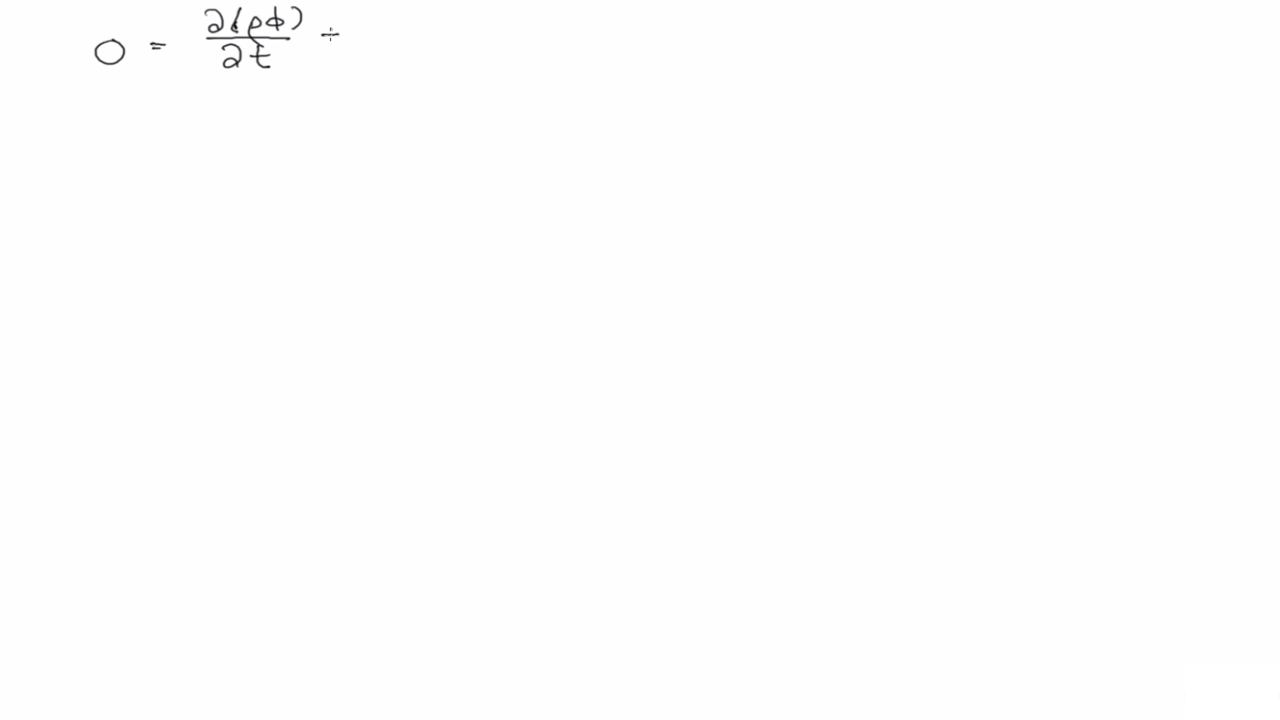 0 = ∂(ρϕ)/∂t +